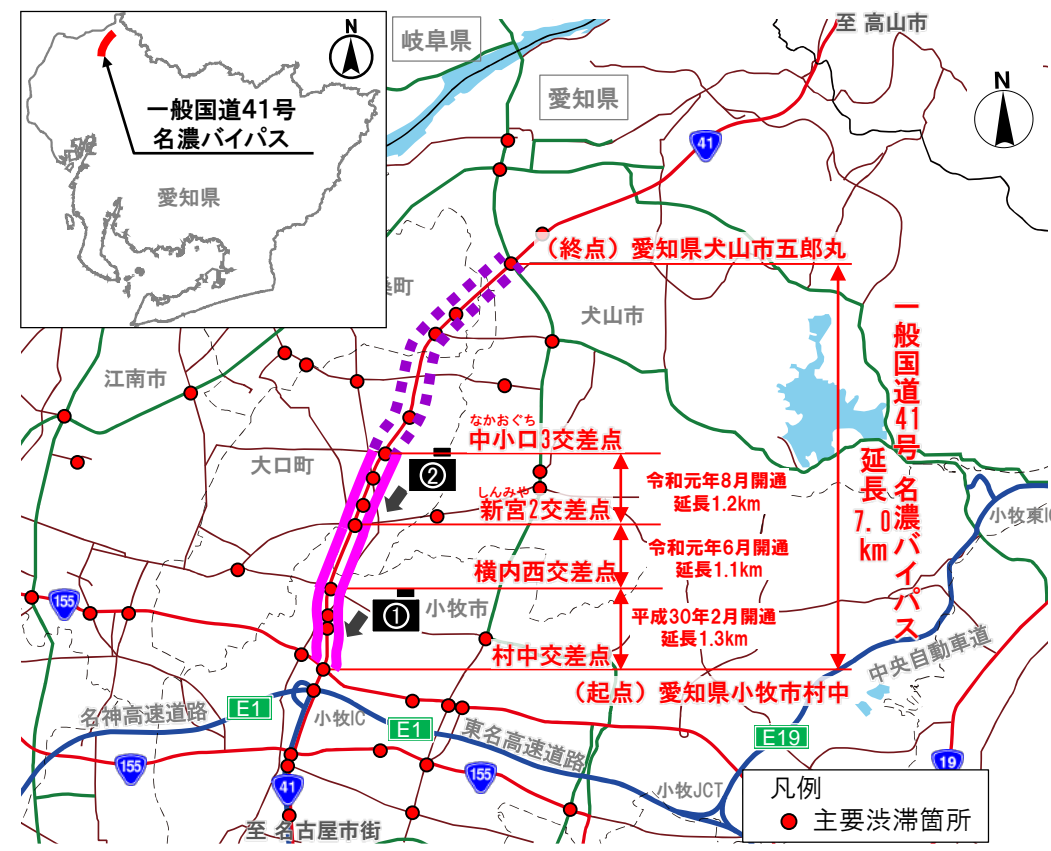 N
一般国道41号
名濃バイパス
愛知県
岐阜県
愛知県
至 高山市
N
41
（終点）愛知県犬山市五郎丸
桑町
犬山市
江南市
一般国道41号 名濃バイパス
延長7.0km
なかおぐち
中小口3交差点
大口町
②
令和元年8月開通
延長1.2km
しんみや
新宮2交差点
小牧東IC
令和元年6月開通
延長1.1km
横内西交差点
155
①
小牧市
平成30年2月開通
延長1.3km
村中交差点
中央自動車道
（起点）愛知県小牧市村中
名神高速道路
E1
小牧IC
E1
東名高速道路
E19
155
155
19
41
小牧JCT
至 名古屋市街
凡例
主要渋滞箇所